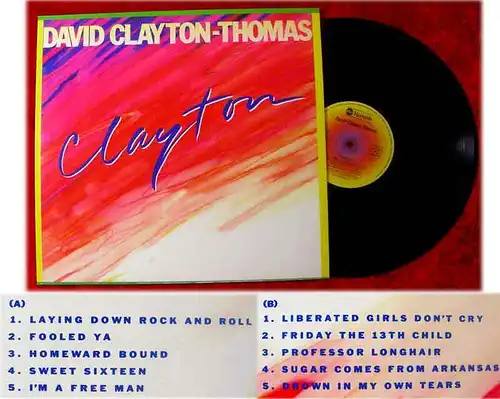 DAVID CLAYTON-THOMAS
Clayton
(A)
1. LAYING DOWN ROCK AND ROLL
2. FOOLED YA
3. HOMEWARD BOUND
4. SWEET SIXTEEN
5. I'M A FREE MAN
(B)
1. LIBERATED GIRLS DON'T CRY
2. FRIDAY THE 13TH CHILD
3. PROFESSOR LONGHAIR
4. SUGAR COMES FROM ARKANSAS
5. DROWN IN MY OWN TEARS